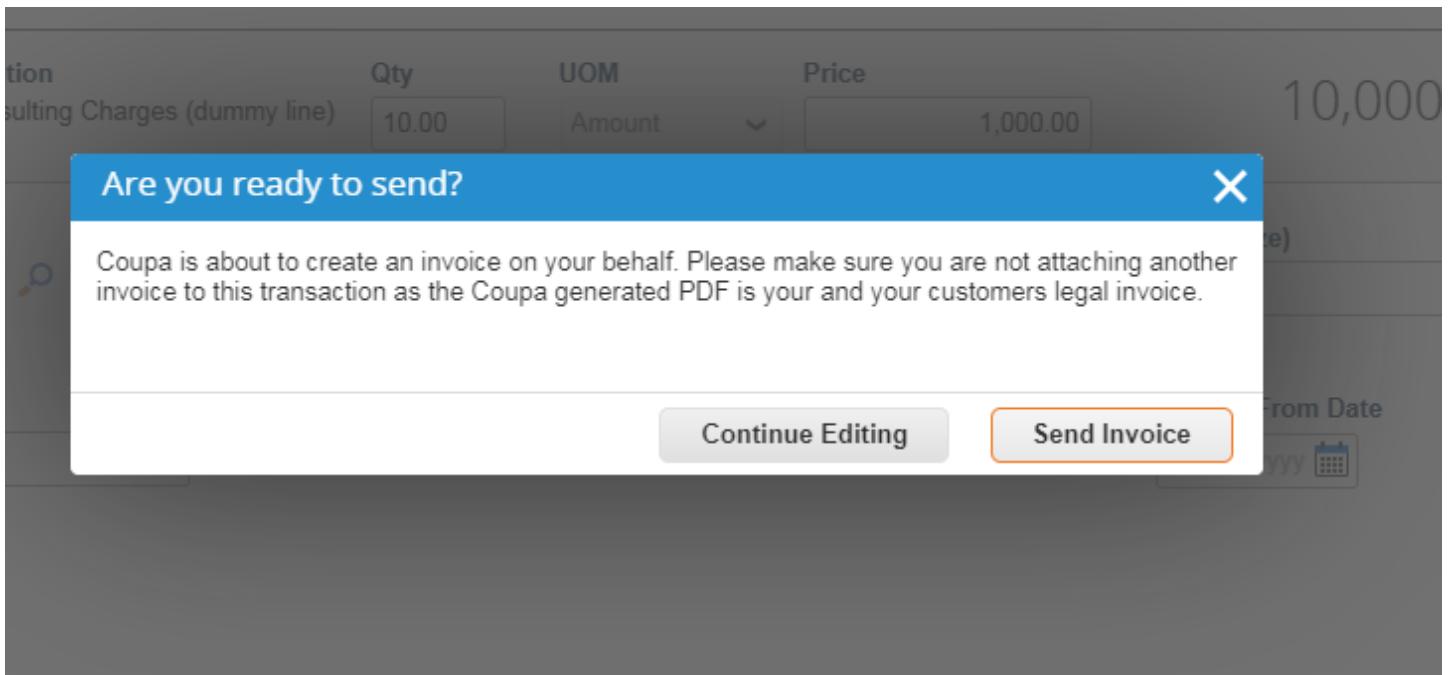 tion Qty UOM Price
sulting Charges (dummy line) 10.00 Amount 1,000.00 10,000
Are you ready to send?
Coupa is about to create an invoice on your behalf. Please make sure you are not attaching another
invoice to this transaction as the Coupa generated PDF is your and your customers legal invoice.
ze)
Continue Editing Send Invoice
From Date
yyy